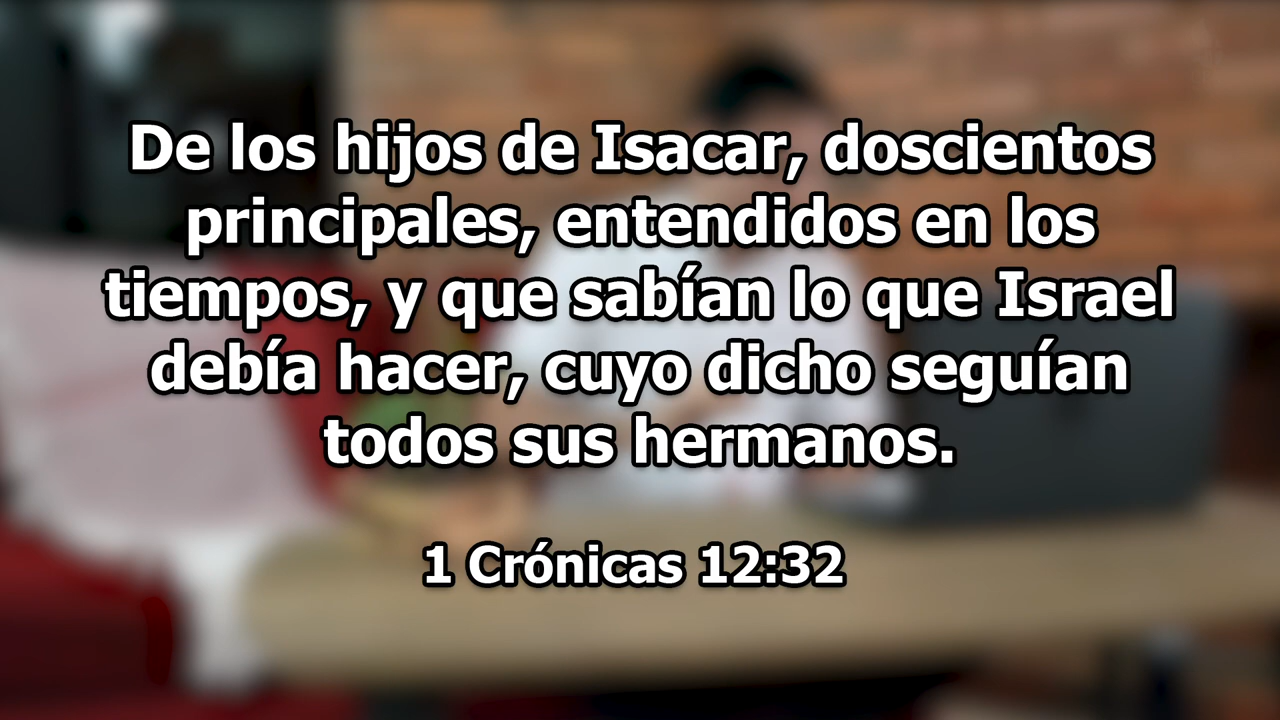 De los hijos de Isacar, doscientos
principales, entendidos en los
tiempos, y que sabían lo que Israel
debía hacer, cuyo dicho seguían
todos sus hermanos.
1 Crónicas 12:32